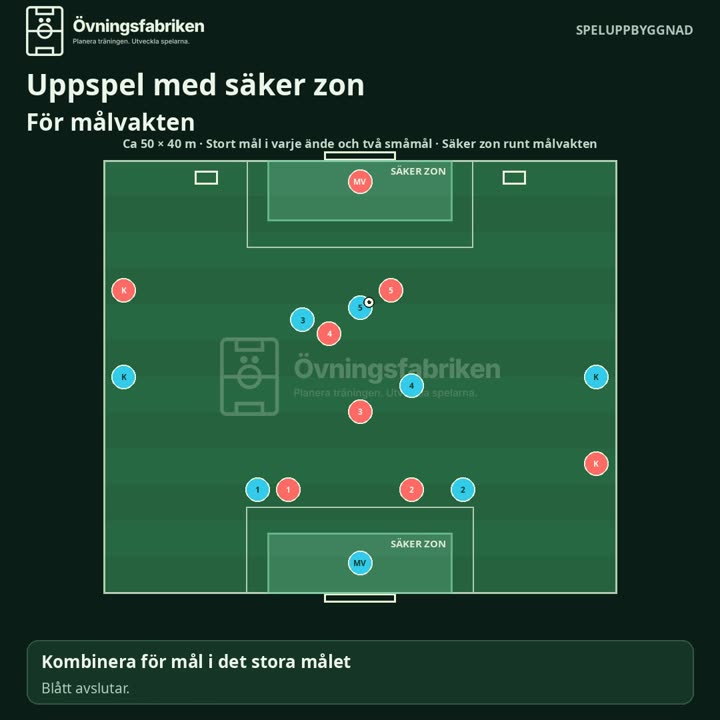 Övningsfabriken
Planera träningen. Utveckla spelarna.
SPELUPPBYGGNAD
Uppspel med säker zon
För målvakten
Ca 50 × 40 m · Stort mål i varje ände och två småmål · Säker zon runt målvakten
SÄKER ZON
MV
K
5
5
3
4
Övningsfabriken
Planera träningen. Utveckla spelarna.
K
4
K
3
K
1
1
2
2
SÄKER ZON
MV
Kombinera för mål i det stora målet
Blått avslutar.